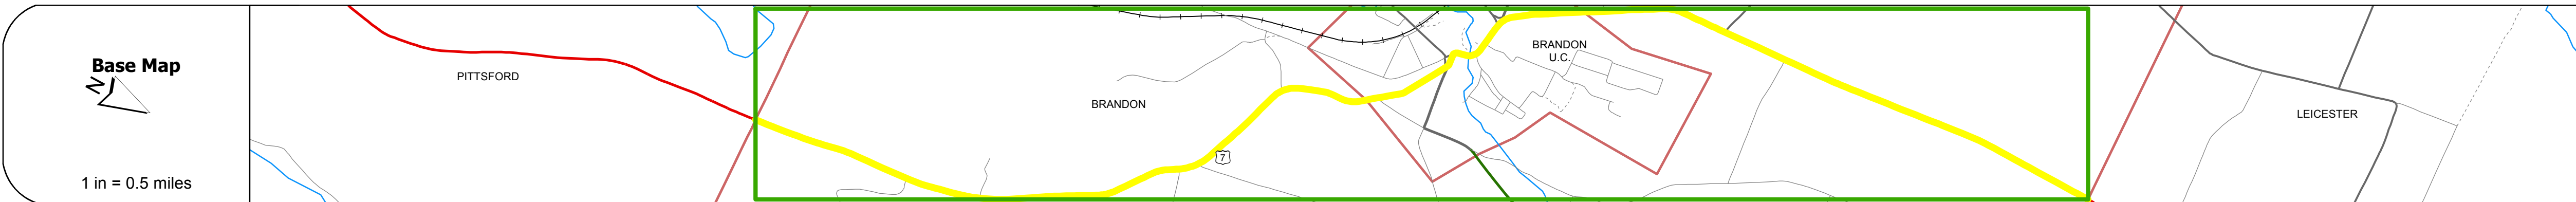 Base Map
N
1 in = 0.5 miles
PITTSFORD
BRANDON
7
BRANDON
U.C.
LEICESTER